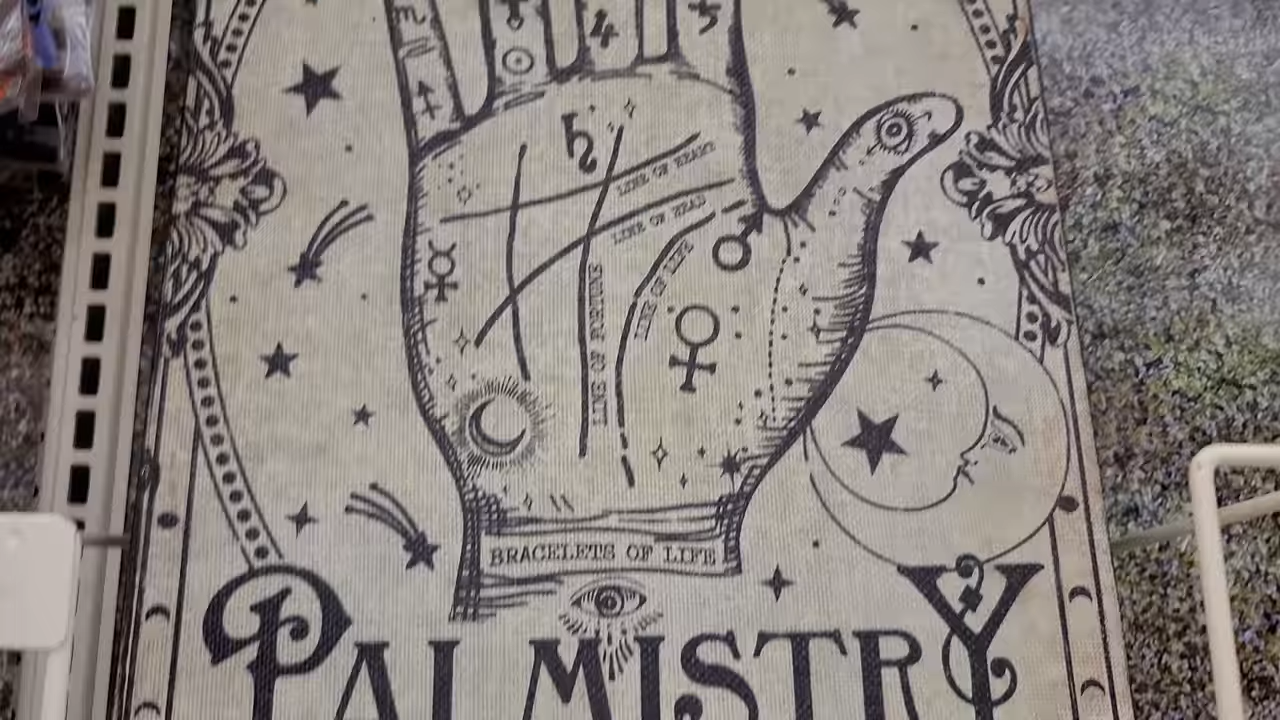 LINE OF HEART
LINE OF HEAD
LINE OF LIFE
LINE OF FORTUNE
BRACELETS OF LIFE
PALMISTRY